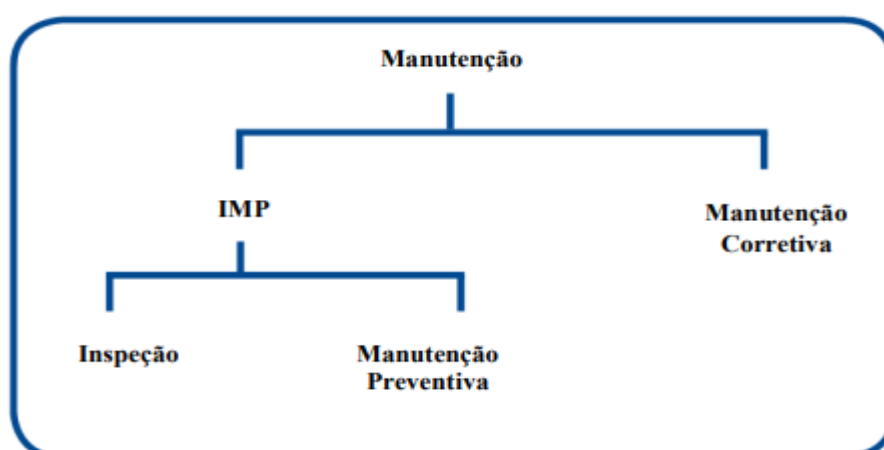 Manutenção
IMP
Manutenção
Corretiva
Inspeção
Manutenção
Preventiva